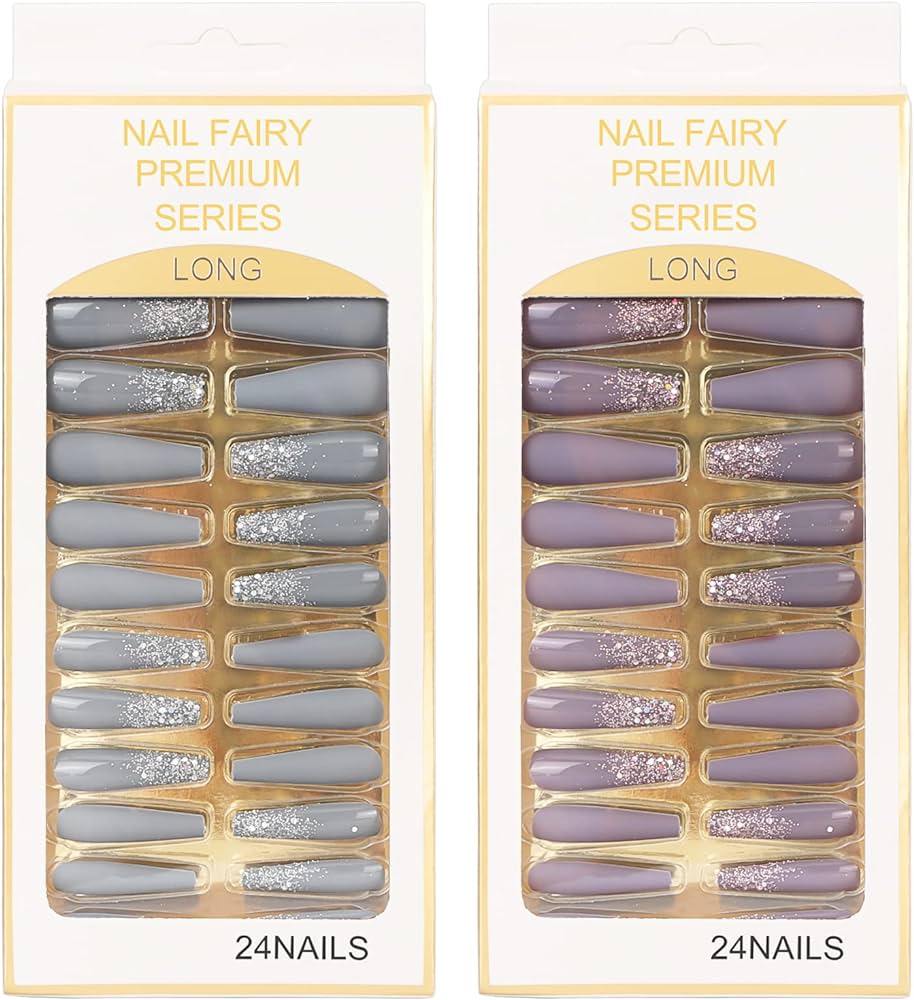 NAIL FAIRY
PREMIUM
SERIES
LONG
24NAILS
NAIL FAIRY
PREMIUM
SERIES
LONG
24NAILS